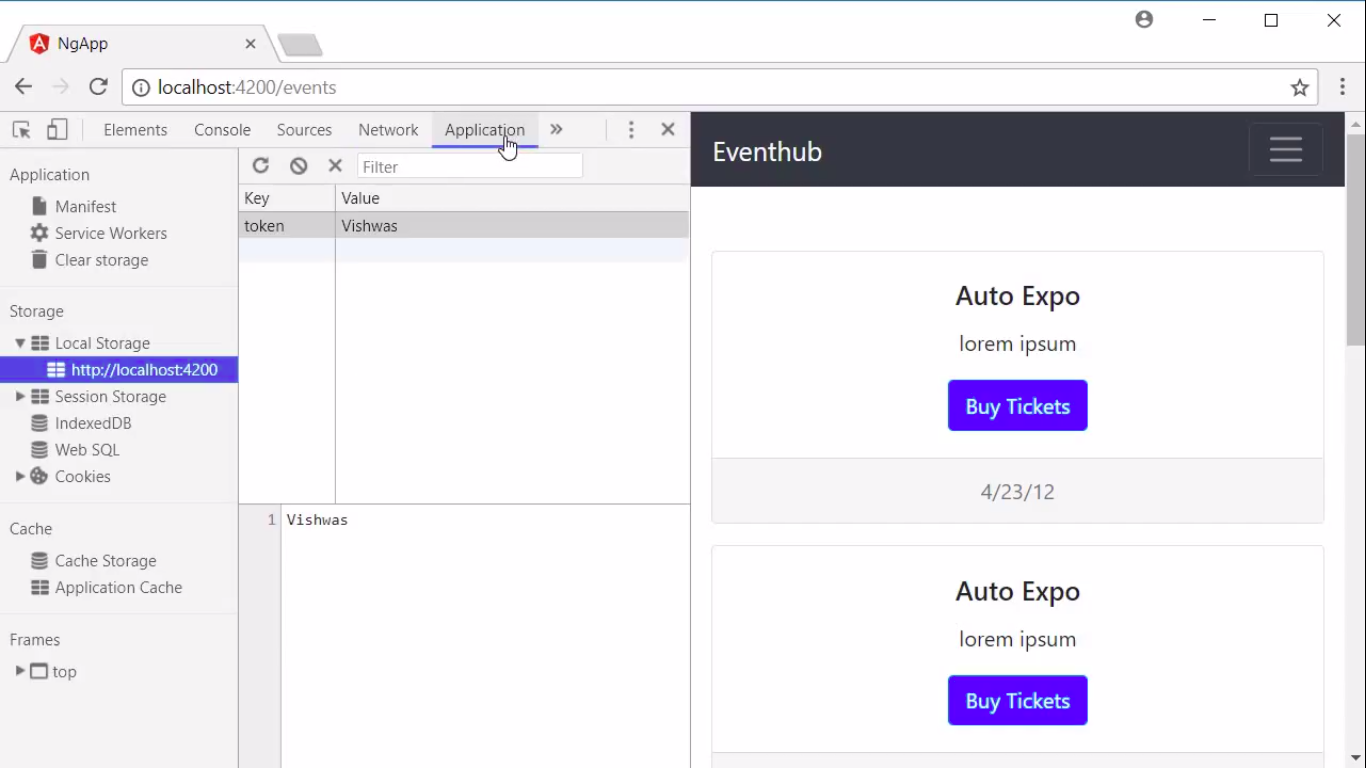 NgApp
localhost:4200/events
Elements Console Sources Network Application »
Application
Manifest
Service Workers
Clear storage
Storage
Local Storage
http://localhost:4200
Session Storage
IndexedDB
Web SQL
Cookies
Cache
Cache Storage
Application Cache
Frames
top
Filter
Key Value
token Vishwas
1 Vishwas
Eventhub
Auto Expo
lorem ipsum
Buy Tickets
4/23/12
Auto Expo
lorem ipsum
Buy Tickets